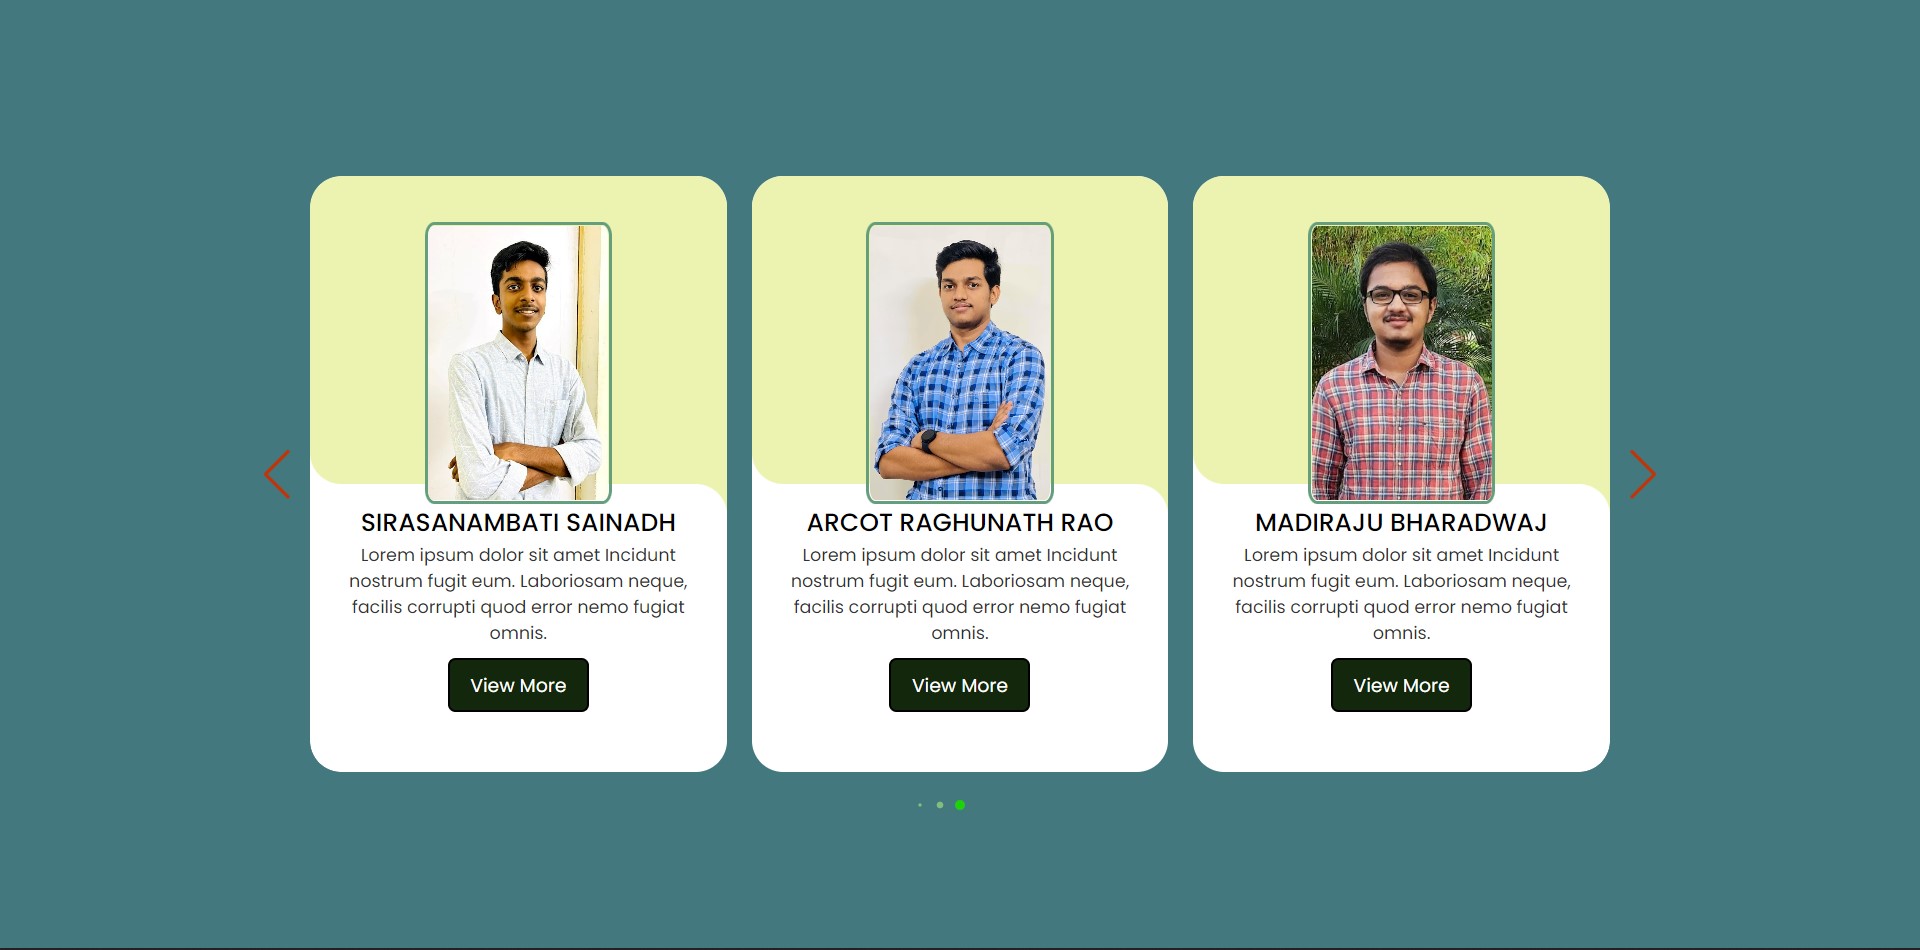 SIRASANAMBATI SAINADH
Lorem ipsum dolor sit amet Incidunt
nostrum fugit eum. Laboriosam neque,
facilis corrupti quod error nemo fugiat
omnis.
View More
ARCOT RAGHUNATH RAO
Lorem ipsum dolor sit amet Incidunt
nostrum fugit eum. Laboriosam neque,
facilis corrupti quod error nemo fugiat
omnis.
View More
MADIRAJU BHARADWAJ
Lorem ipsum dolor sit amet Incidunt
nostrum fugit eum. Laboriosam neque,
facilis corrupti quod error nemo fugiat
omnis.
View More